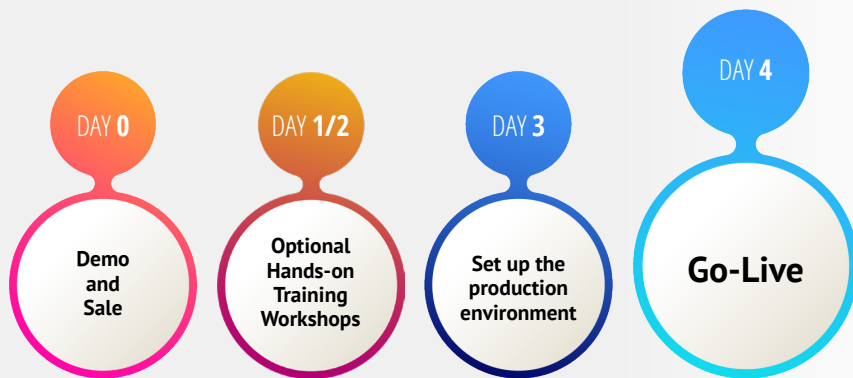 DAY 0
Demo
and
Sale
DAY 1/2
Optional
Hands-on
Training
Workshops
DAY 3
Set up the
production
environment
DAY 4
Go-Live